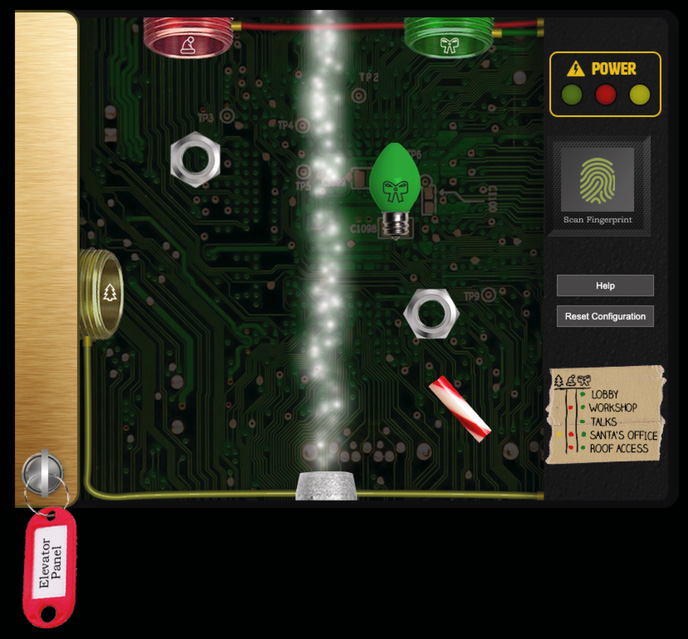 POWER
TP2
TP3
TP4
TP5
C1098
TP9
Scan Fingerprint
Help
Reset Configuration
LOBBY
WORKSHOP
TALKS
SANTA'S OFFICE
ROOF ACCESS
Elevator
Panel